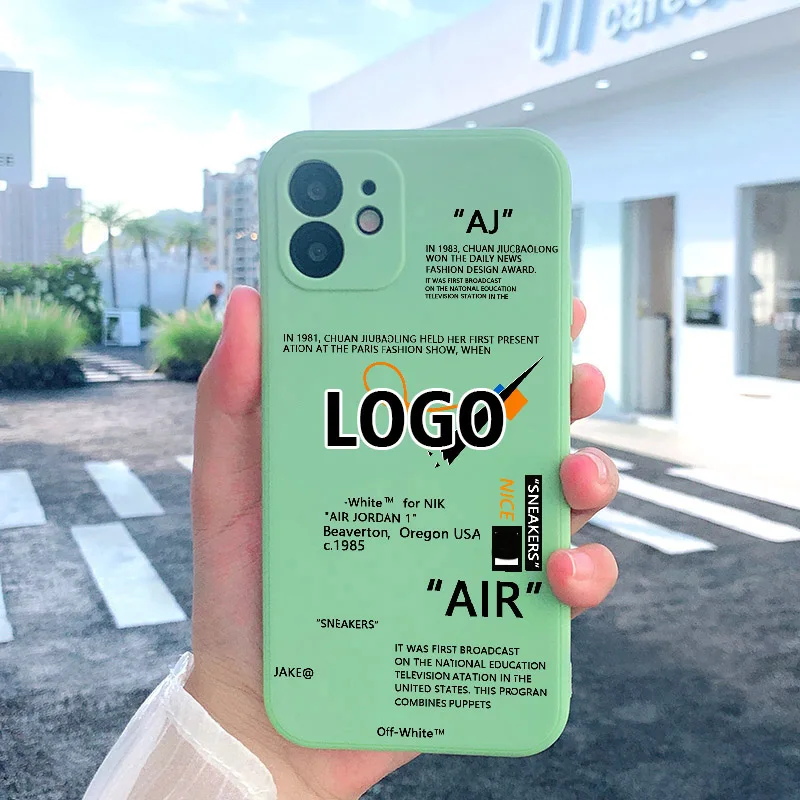 "AJ"
IN 1983, CHUAN JIUCBAOLONG
WON THE DAILY NEWS
FASHION DESIGN AWARD.
IT WAS FIRST BROADCAST
ON THE NATIONAL EDUCATION
TELEVISION STATION IN THE
IN 1981, CHUAN JIUBAOLING HELD HER FIRST PRESENT
ATION AT THE PARIS FASHION SHOW, WHEN
LOGO
-White™ for NIK
"AIR JORDAN 1"
Beaverton, Oregon USA
c.1985
NICE
"SNEAKERS"
"AIR"
"SNEAKERS"
JAKE@
IT WAS FIRST BROADCAST
ON THE NATIONAL EDUCATION
TELEVISION ATATION IN THE
UNITED STATES. THIS PROGRAN
COMBINES PUPPETS
Off-White™